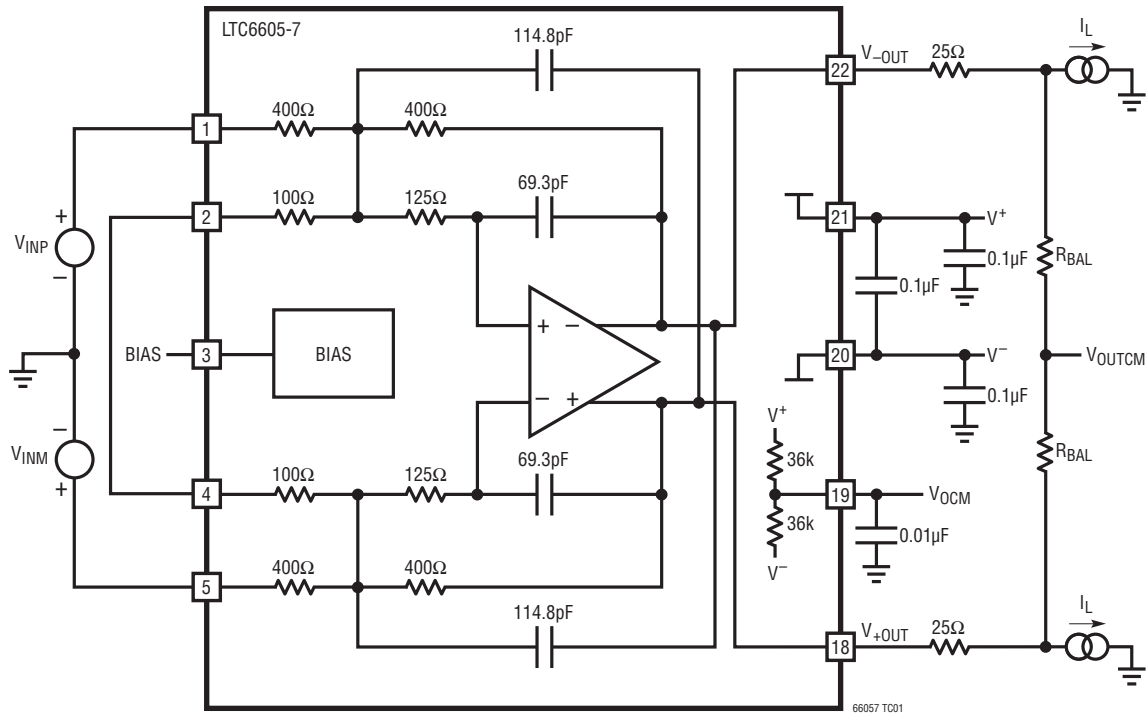 LTC6605-7
114.8pF
V–OUT
25Ω
IL
22
400Ω
400Ω
1
69.3pF
100Ω
125Ω
2
21
V+
+
VINP
–
0.1µF
RBAL
0.1µF
+ –
BIAS
3
BIAS
20
V–
VOUTCM
– +
0.1µF
–
VINM
+
V+
69.3pF
36k
RBAL
100Ω
125Ω
4
19
VOCM
36k
0.01µF
400Ω
400Ω
5
V–
114.8pF
IL
V+OUT
25Ω
18
66057 TC01